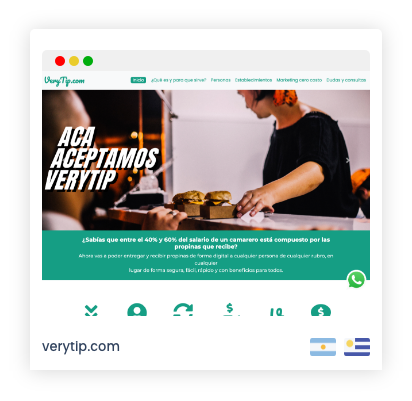 VeryTip.com
Inicio ¿Qué es y para que sirve? Personas Establecimientos Marketing cero costo Dudas y consultas
ACA
ACEPTAMOS
VERYTIP
¿Sabías que entre el 40% y 60% del salario de un camarero está compuesto por las
propinas que recibe?
Ahora vas a poder entregar y recibir propinas de forma digital a cualquier persona de cualquier rubro, en
cualquier
lugar de forma segura, fácil, rápido y con beneficios para todos.
verytip.com